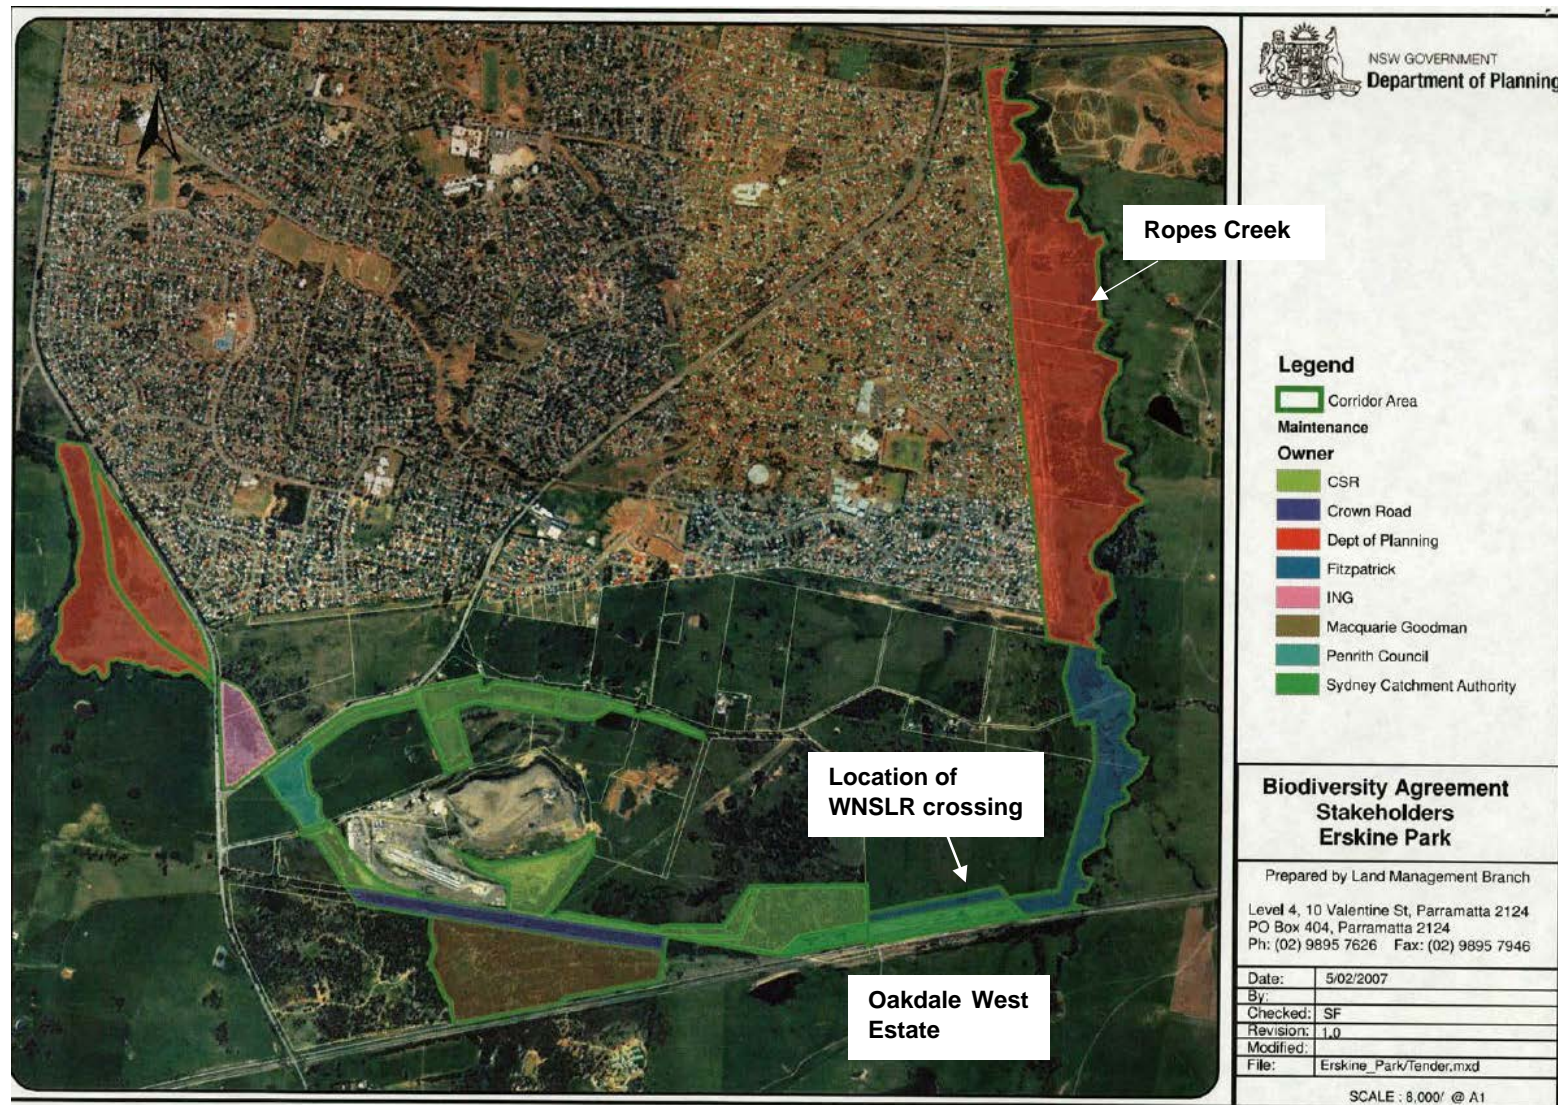 N
Ropes Creek
Location of
WNSLR crossing
Oakdale West
Estate
NSW GOVERNMENT
Department of Planning
Legend
Corridor Area
Maintenance
Owner
CSR
Crown Road
Dept of Planning
Fitzpatrick
ING
Macquarie Goodman
Penrith Council
Sydney Catchment Authority
Biodiversity Agreement
Stakeholders
Erskine Park
Prepared by Land Management Branch
Level 4, 10 Valentine St, Parramatta 2124
PO Box 404, Parramatta 2124
Ph: (02) 9895 7626 Fax: (02) 9895 7946
Date: 5/02/2007
By:
Checked: SF
Revision: 1.0
Modified:
File: Erskine_Park/Tender.mxd
SCALE : 8,000/ @ A1